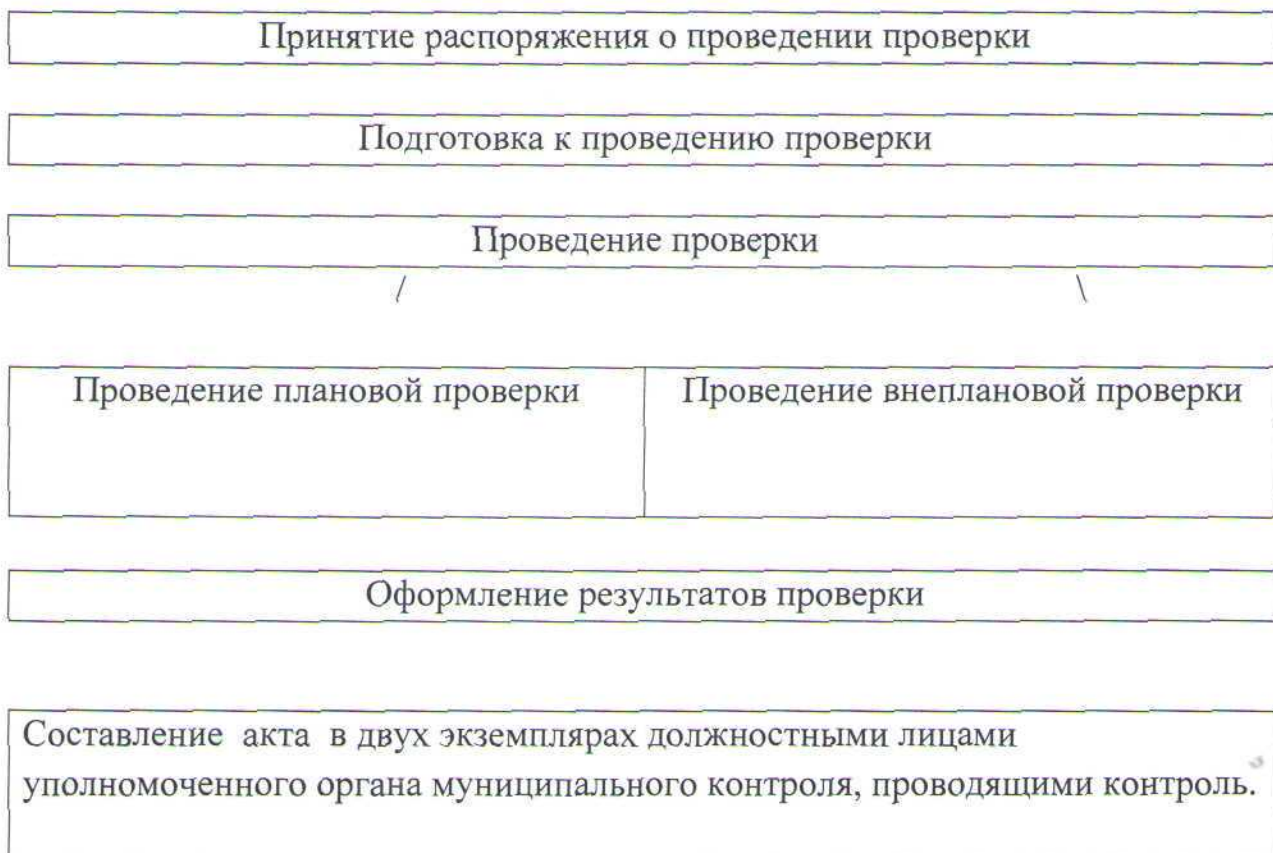 Принятие распоряжения о проведении проверки
Подготовка к проведению проверки
Проведение проверки
/ \
Проведение плановой проверки Проведение внеплановой проверки
Оформление результатов проверки
Составление акта в двух экземплярах должностными лицами
уполномоченного органа муниципального контроля, проводящими контроль.